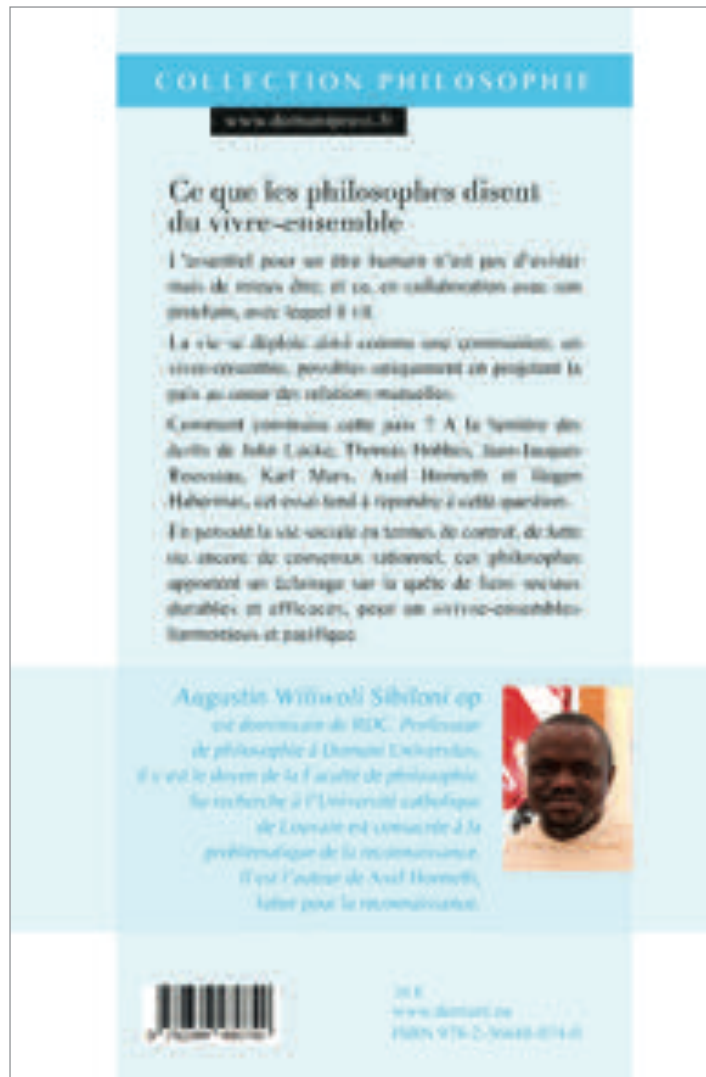 COLLECTION PHILOSOPHIE
Ce que les philosophes disent
du vivre-ensemble
L'essentiel pour un être humain n'est pas d'exister
mais de mieux être; et ce, en collaboration avec son
prochain, avec lequel il vit.
La vie se déploie ainsi comme une communion, un
vivre-ensemble, possibles uniquement en projetant la
paix au cœur des relations mutuelles.
Comment construire cette paix ? A la lumière des
écrits de John Locke, Thomas Hobbes, Jean-Jacques
Rousseau, Karl Marx, Axel Honneth et Jürgen
Habermas, cet essai tend à répondre à cette question.
En pensant la vie sociale en termes de contrat, de lutte
ou encore de consensus rationnel, ces philosophes
apportent un éclairage sur la quête de liens sociaux
durables et efficaces, pour un «vivre-ensemble»
harmonieux et pacifique.
Augustin Wiliwoli Sibiloni op
est dominicain de RDC. Professeur
de philosophie à Domuni Universitas,
il y est le doyen de la Faculté de philosophie.
Sa recherche à l'Université catholique
de Louvain est consacrée à la
problématique de la reconnaissance.
Il est l'auteur de Axel Honneth,
lutter pour la reconnaissance.